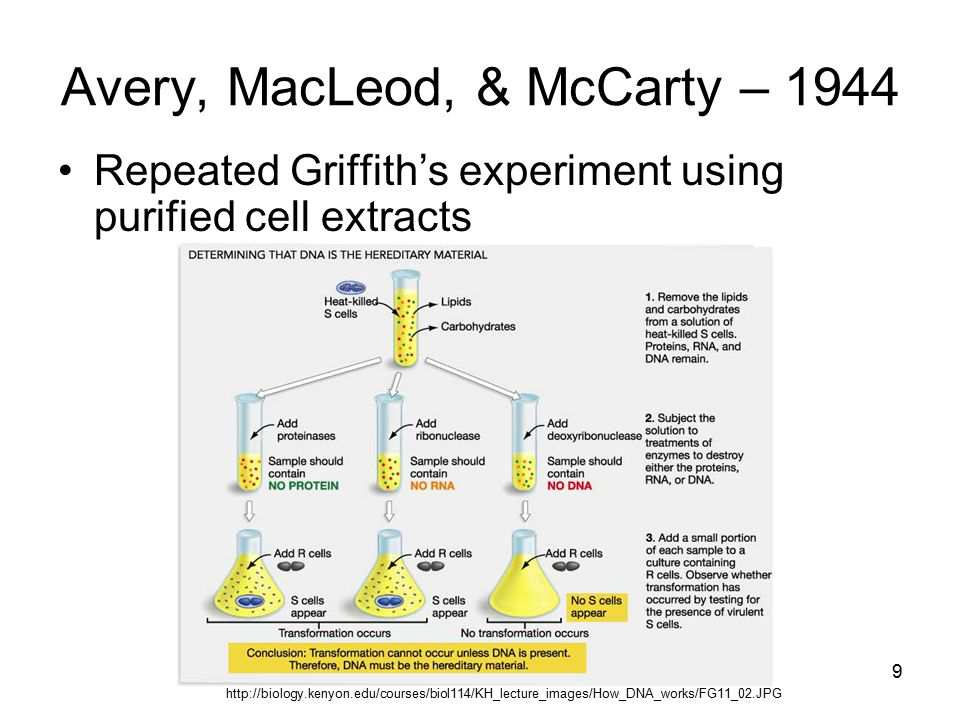 Avery, MacLeod, & McCarty – 1944
• Repeated Griffith's experiment using
purified cell extracts
DETERMINING THAT DNA IS THE HEREDITARY MATERIAL
Heat-killed
S cells
Lipids
Carbohydrates
1. Remove the lipids
and carbohydrates
from a solution of
heat-killed S cells.
Proteins, RNA, and
DNA remain.
Add
proteinases
Sample should
contain
NO PROTEIN
Add
ribonuclease
Sample should
contain
NO RNA
Add
deoxyribonuclease
Sample should
contain
NO DNA
2. Subject the
solution to
treatments of
enzymes to destroy
either the proteins,
RNA, or DNA.
Add R cells
S cells
appear
Add R cells
S cells
appear
Add R cells
No S cells
appear
3. Add a small portion
of each sample to a
culture containing
R cells. Observe whether
transformation has
occurred by testing for
the presence of virulent
S cells.
Transformation occurs
No transformation occurs
Conclusion: Transformation cannot occur unless DNA is present.
Therefore, DNA must be the hereditary material.
9
http://biology.kenyon.edu/courses/biol114/KH_lecture_images/How_DNA_works/FG11_02.JPG